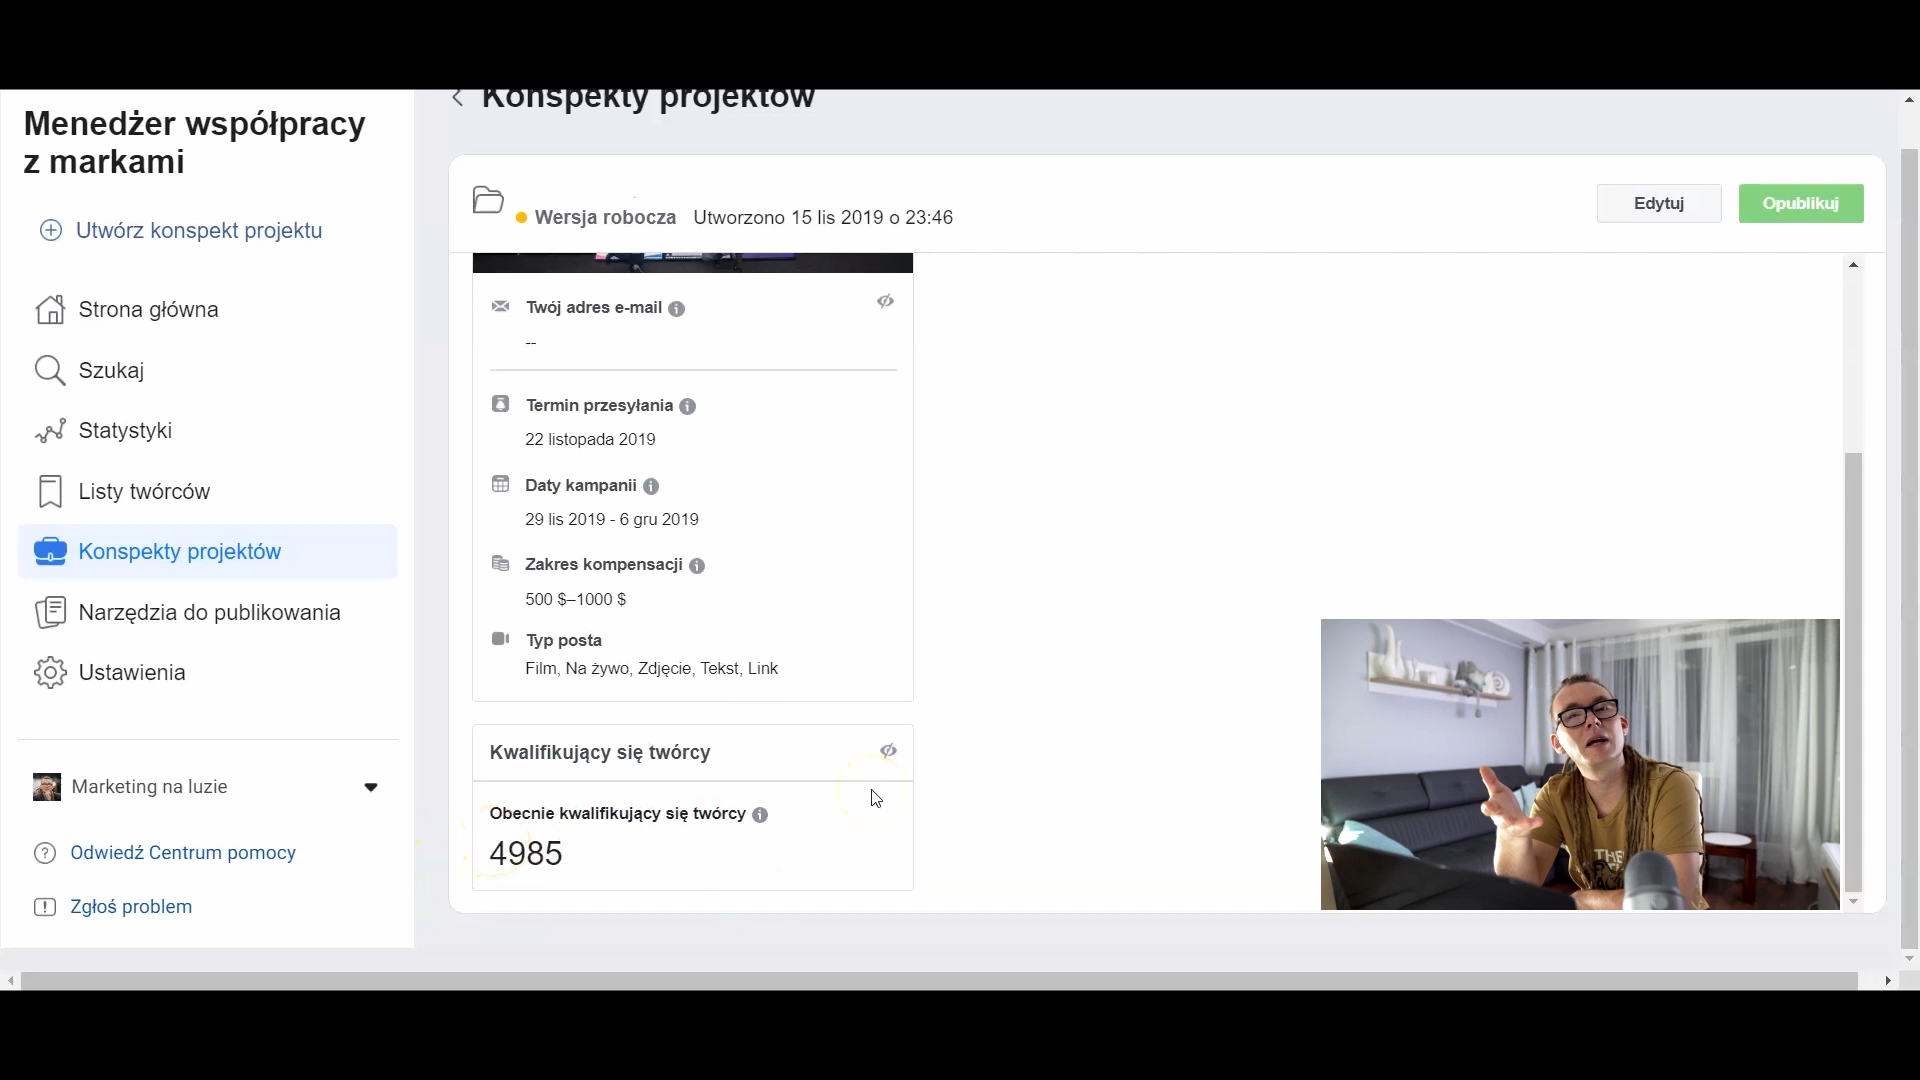 Konspekty projektów
Menedżer współpracy
z markami
Utwórz konspekt projektu
Strona główna
Szukaj
Statystyki
Listy twórców
Konspekty projektów
Narzędzia do publikowania
Ustawienia
Marketing na luzie
Odwiedź Centrum pomocy
Zgłoś problem
Wersja robocza Utworzono 15 lis 2019 o 23:46
Edytuj
Opublikuj
Twój adres e-mail
--
Termin przesyłania
22 listopada 2019
Daty kampanii
29 lis 2019 - 6 gru 2019
Zakres kompensacji
500 $–1000 $
Typ posta
Film, Na żywo, Zdjęcie, Tekst, Link
Kwalifikujący się twórcy
Obecnie kwalifikujący się twórcy
4985